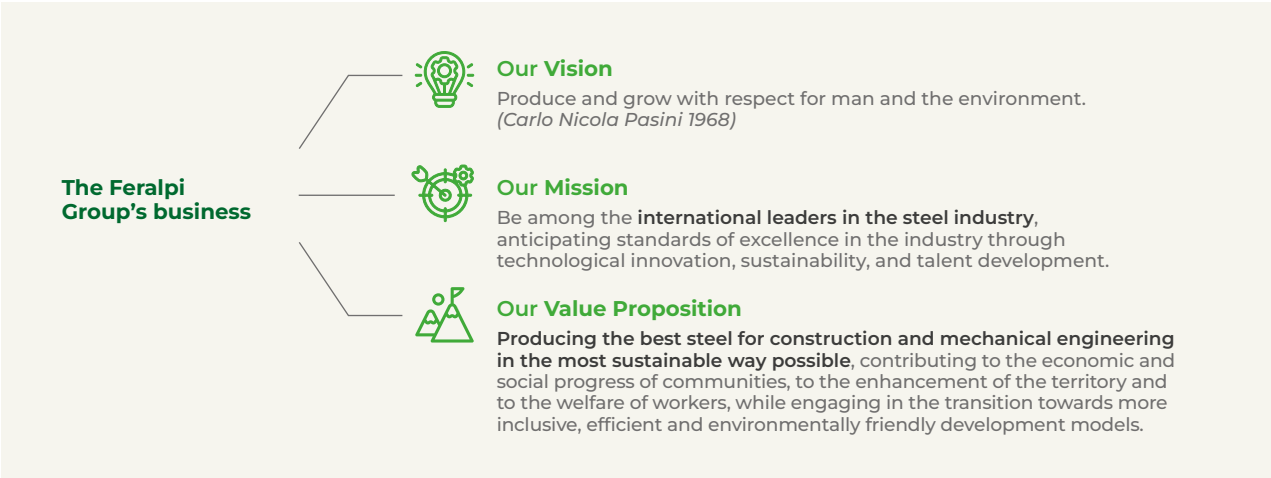 The Feralpi
Group’s business
Our Vision
Produce and grow with respect for man and the environment.
(Carlo Nicola Pasini 1968)
Our Mission
Be among the international leaders in the steel industry,
anticipating standards of excellence in the industry through
technological innovation, sustainability, and talent development.
Our Value Proposition
Producing the best steel for construction and mechanical engineering
in the most sustainable way possible, contributing to the economic and
social progress of communities, to the enhancement of the territory and
to the welfare of workers, while engaging in the transition towards more
inclusive, efficient and environmentally friendly development models.